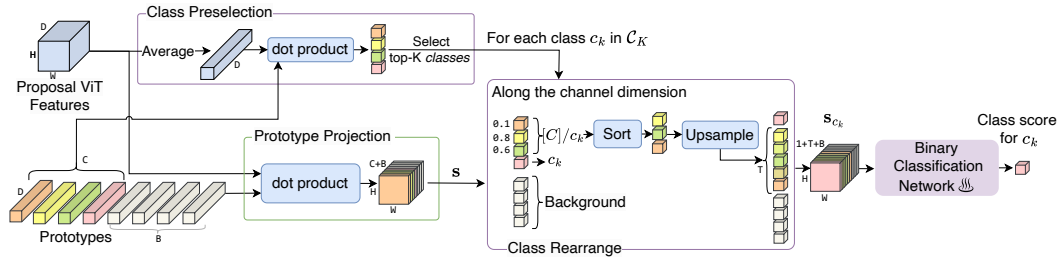 Class Preselection
D
H
W
Proposal ViT
Features
Average
D
dot product
Select
top-K classes
For each class c_k in C_K
C
D
Prototypes
B
Prototype Projection
dot product
C+B
H
W
s
Along the channel dimension
0.1
0.8
0.6
[C]/c_k
c_k
Sort
Upsample
T
Background
Class Rearrange
s_{c_k}
1+T+B
H
W
Binary
Classification
Network
Class score
for c_k